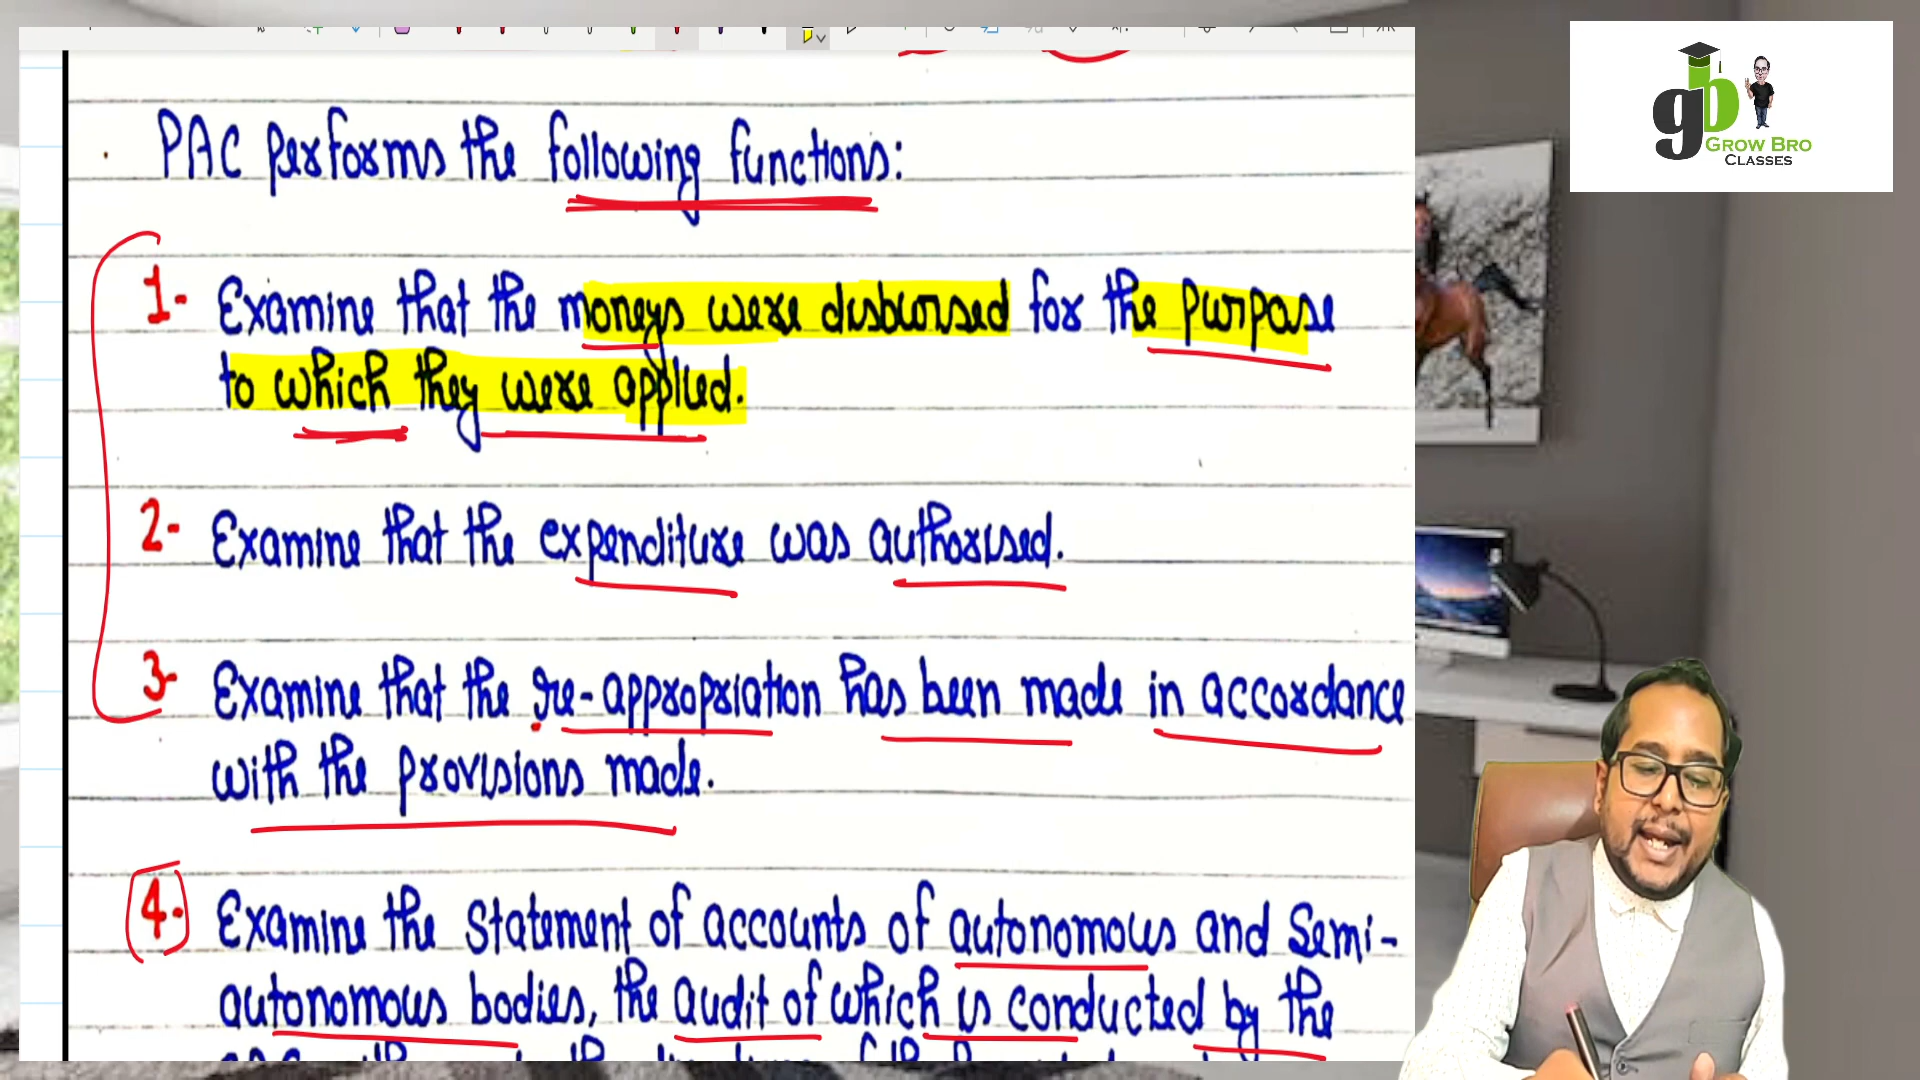 PAC performs the following functions:
1- Examine that the moneys were disbursed for the purpose
to which they were applied.
2- Examine that the expenditure was authorised.
3- Examine that the re-appropriation has been made in accordance
with the provisions made.
4- Examine the statement of accounts of autonomous and Semi-
autonomous bodies, the audit of which is conducted by the
gb
GROW BRO
CLASSES